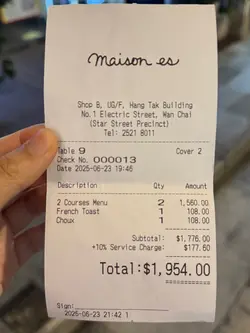 maison es
Shop B, UG/F, Hang Tak Building
No.1 Electric Street, Wan Chai
(Star Street Precinct)
Tel: 2521 8011
Table 9 Cover 2
Check No. 000013
Date 2025-06-23 19:46
Description Qty Amount
2 Courses Menu 2 1,560.00
French Toast 1 108.00
Choux 1 108.00
Subtotal: $1,776.00
+10% Service Charge: $177.60
Total:$1,954.00
Sign:
2025-06-23 21:42 1